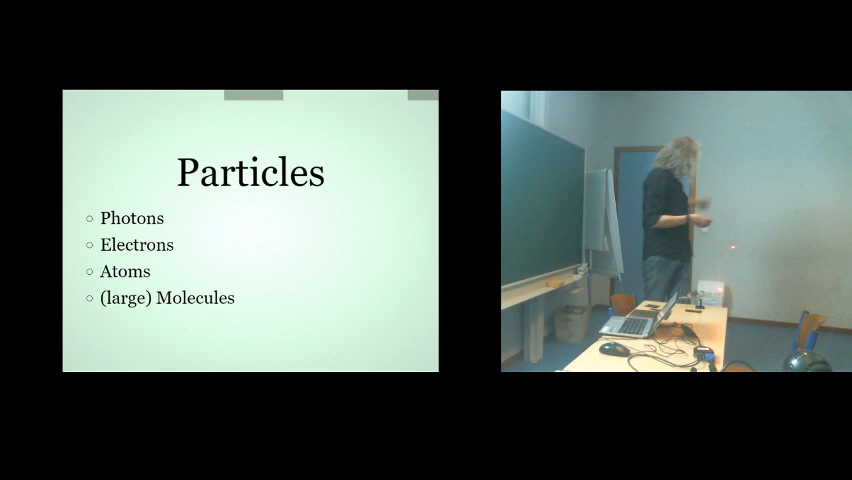 Particles
Photons
Electrons
Atoms
(large) Molecules